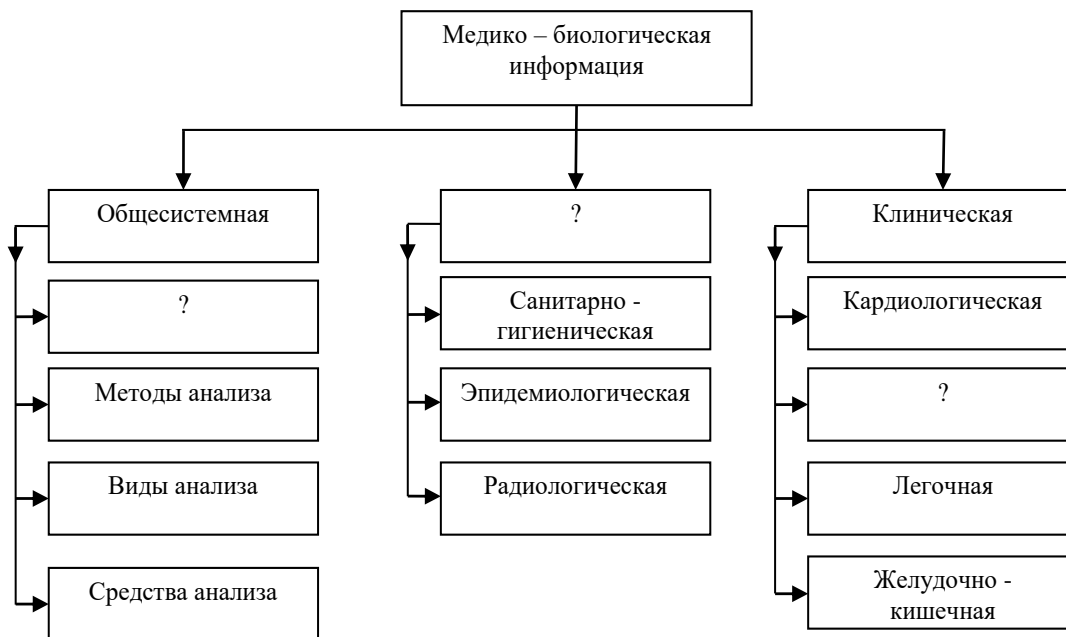 Медико – биологическая
информация
Общесистемная
?
Клиническая
?
Санитарно -
гигиеническая
Кардиологическая
Методы анализа
Эпидемиологическая
?
Виды анализа
Радиологическая
Легочная
Средства анализа
Желудочно -
кишечная